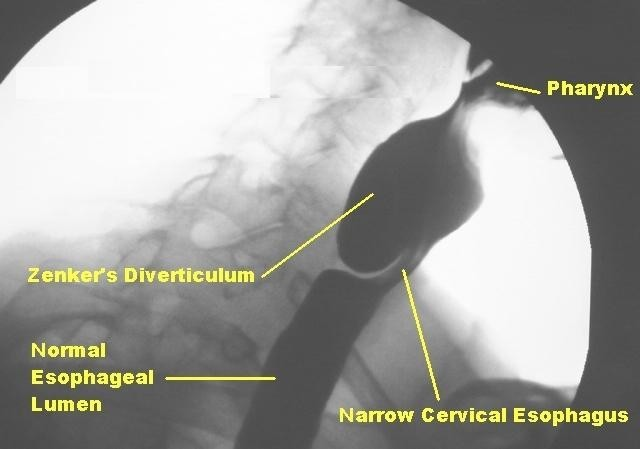 Pharynx
Zenker's Diverticulum
Normal
Esophageal
Lumen
Narrow Cervical Esophagus